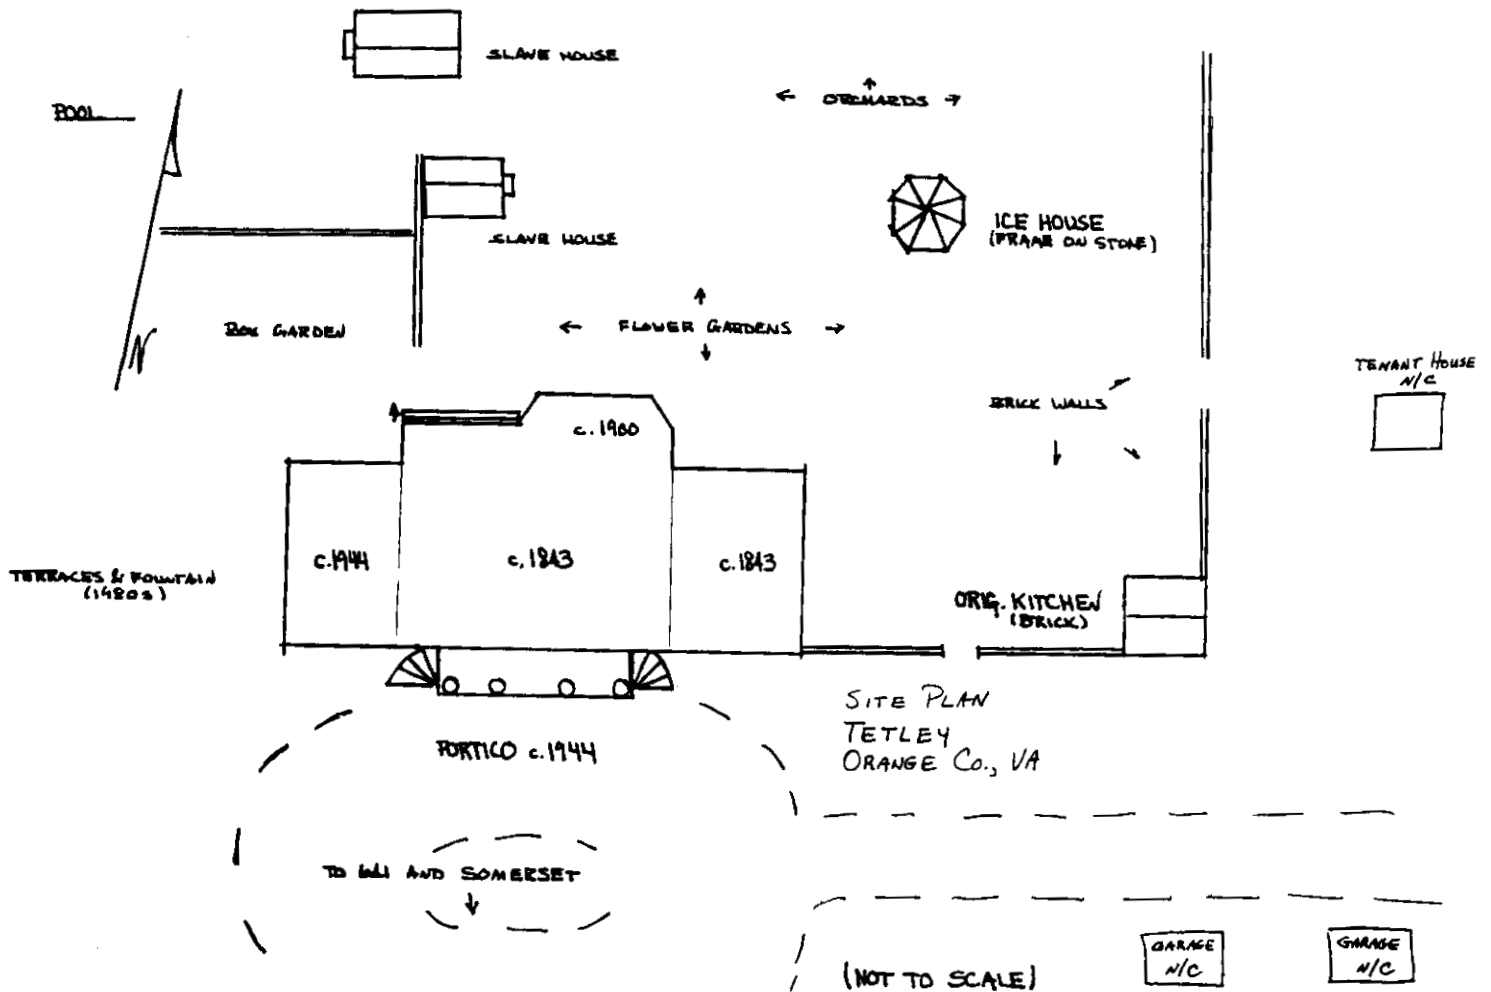 SLAVE HOUSE
POOL
← ORCHARDS →
SLAVE HOUSE
ICE HOUSE
(FRAME ON STONE)
BOX GARDEN
← FLOWER GARDENS →
N
TENANT HOUSE
N/C
BRICK WALLS
c.1900
c.1944
c.1843
c.1843
TERRACES & FOUNTAIN
(1980s)
ORIG. KITCHEN
(BRICK)
SITE PLAN
TETLEY
ORANGE CO., VA
PORTICO c.1944
TO AND SOMERSET
GARAGE
N/C
GARAGE
N/C
(NOT TO SCALE)